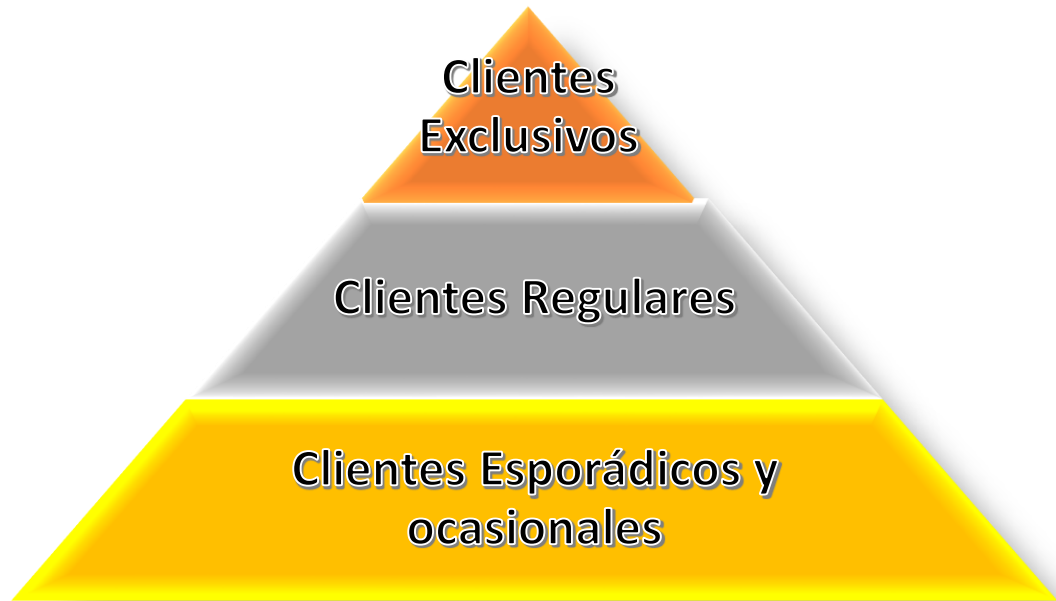 Clientes
Exclusivos
Clientes Regulares
Clientes Esporádicos y
ocasionales